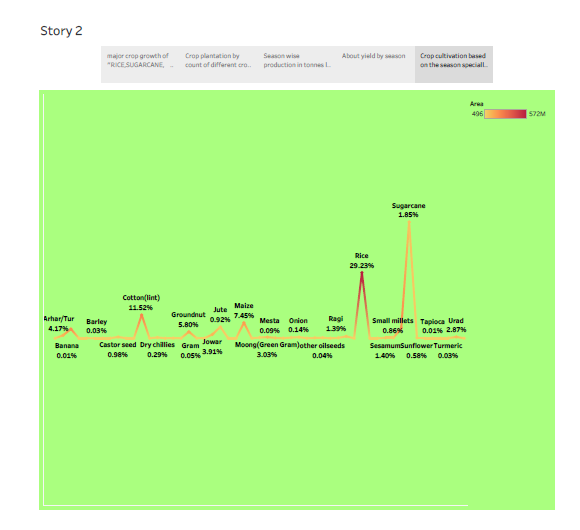 Story 2
major crop growth of
"RICE,SUGARCANE, ...
Crop plantation by
count of different cro..
Season wise
production in tonnes l..
About yield by season
Crop cultivation based
on the season speciall..
Area
496
572M
Sugarcane
1.85%
Rice
29.23%
Cotton(lint)
11.52%
Maize
7.45%
Jute
0.92%
Groundnut
5.80%
Arhar/Tur
4.17%
Barley
0.03%
Mesta
0.09%
Onion
0.14%
Ragi
1.39%
Small millets
0.86%
Tapioca
0.01%
Urad
2.87%
Banana
0.01%
Castor seed
0.98%
Dry chillies
0.29%
Gram
0.05%
Jowar
3.91%
Moong(Green Gram)
3.03%
other oilseeds
0.04%
Sesamum
1.40%
Sunflower
0.58%
Turmeric
0.03%